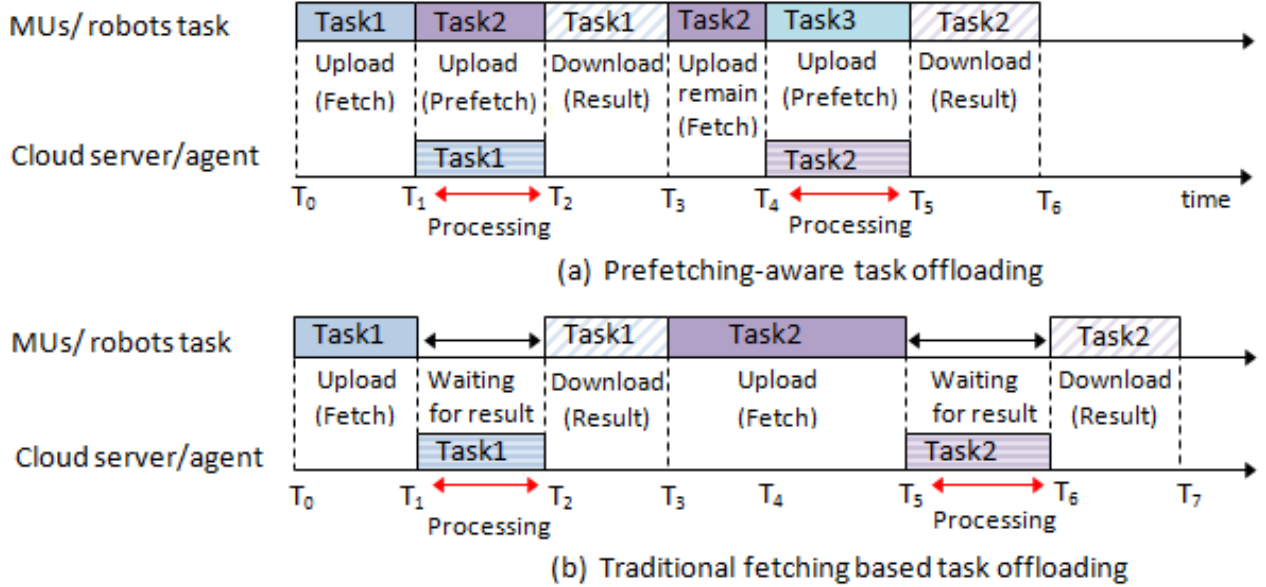 MUs/ robots task
Task1 Task2 Task1 Task2 Task3 Task2
Upload Upload Download Upload Upload Download
(Fetch) (Prefetch) (Result) remain (Prefetch) (Result)
(Fetch)
Cloud server/agent
Task1 Task2
T0 T1 T2 T3 T4 T5 T6 time
Processing Processing
(a) Prefetching-aware task offloading
MUs/ robots task
Task1 Task1 Task2 Task2
Upload Waiting Download Upload Waiting Download
(Fetch) for result (Result) (Fetch) for result (Result)
Cloud server/agent
Task1 Task2
T0 T1 T2 T3 T4 T5 T6 T7
Processing Processing
(b) Traditional fetching based task offloading